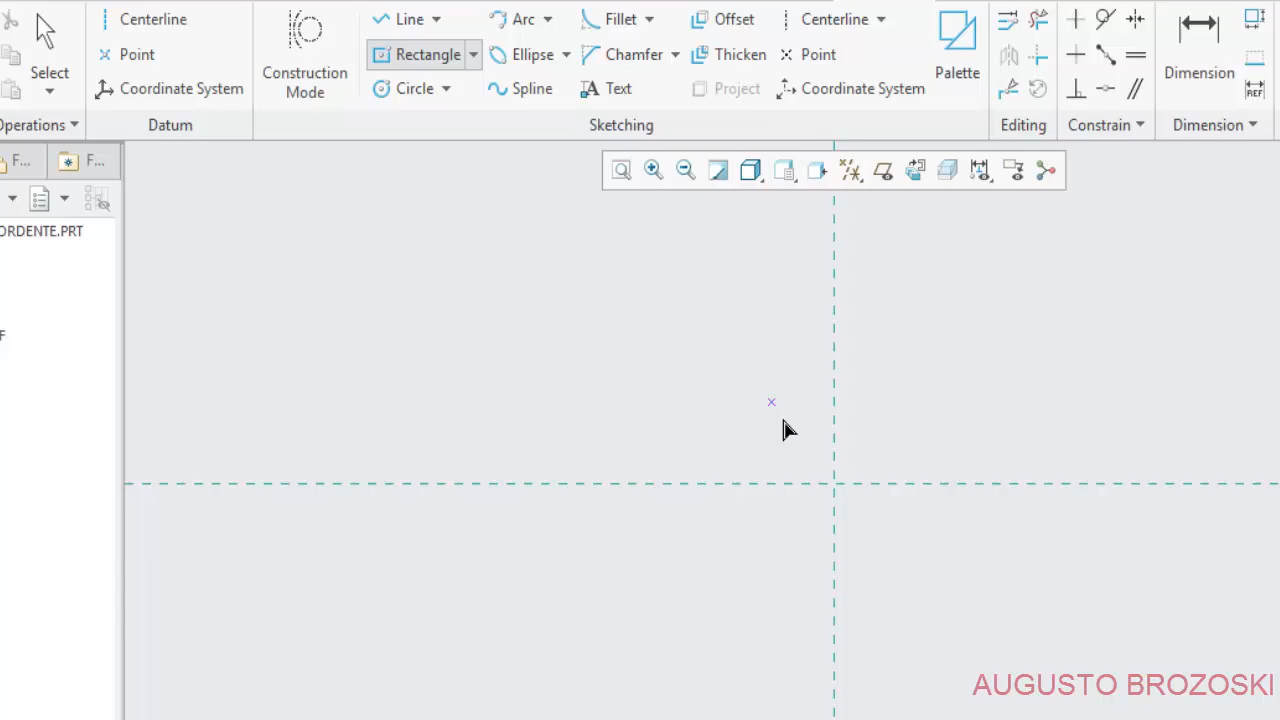 Centerline
Point
Coordinate System
Select
Construction
Mode
Line
Arc
Fillet
Offset
Centerline
Rectangle
Ellipse
Chamfer
Thicken
Point
Circle
Spline
Text
Project
Coordinate System
Palette
Dimension
REF
Operations
Datum
Sketching
Editing
Constrain
Dimension
F...
F...
ORDENTE.PRT
F
AUGUSTO BROZOSKI